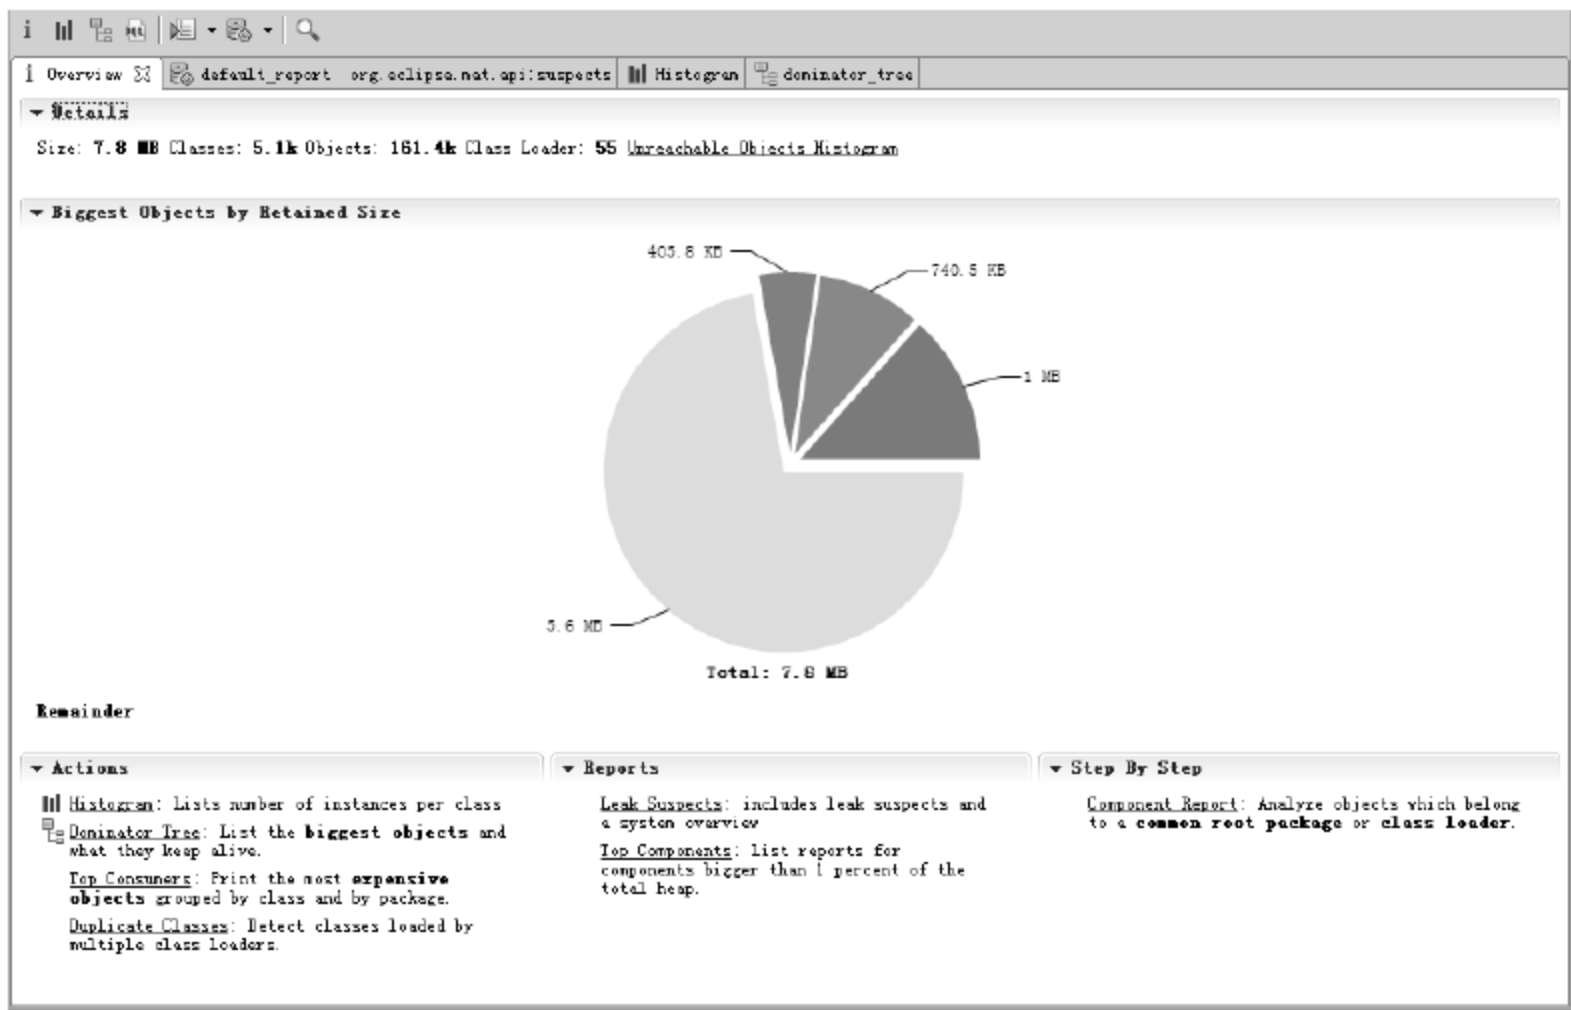 i Overview default_report org.eclipse.mat.api:suspects Histogram dominator_tree
Details
Size: 7.8 MB Classes: 5.1k Objects: 161.4k Class Loader: 55 Unreachable Objects Histogram
Biggest Objects by Retained Size
405.8 KB
740.5 KB
1 MB
5.6 MB
Total: 7.8 MB
Remainder
Actions
Histogram: Lists number of instances per class
Dominator Tree: List the biggest objects and
what they keep alive.
Top Consumers: Print the most expensive
objects grouped by class and by package.
Duplicate Classes: Detect classes loaded by
multiple class loaders.
Reports
Leak Suspects: includes leak suspects and
a system overview
Top Components: list reports for
components bigger than 1 percent of the
total heap.
Step By Step
Component Report: Analyze objects which belong
to a common root package or class loader.